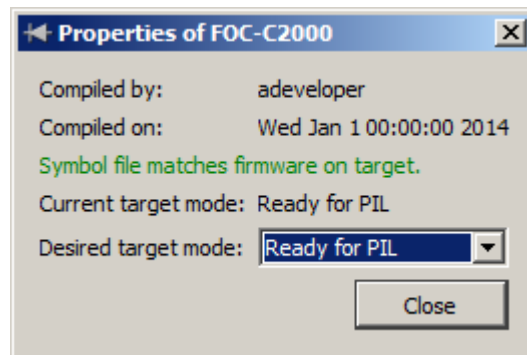 Properties of FOC-C2000
Compiled by: adeveloper
Compiled on: Wed Jan 1 00:00:00 2014
Symbol file matches firmware on target.
Current target mode: Ready for PIL
Desired target mode: Ready for PIL
Close